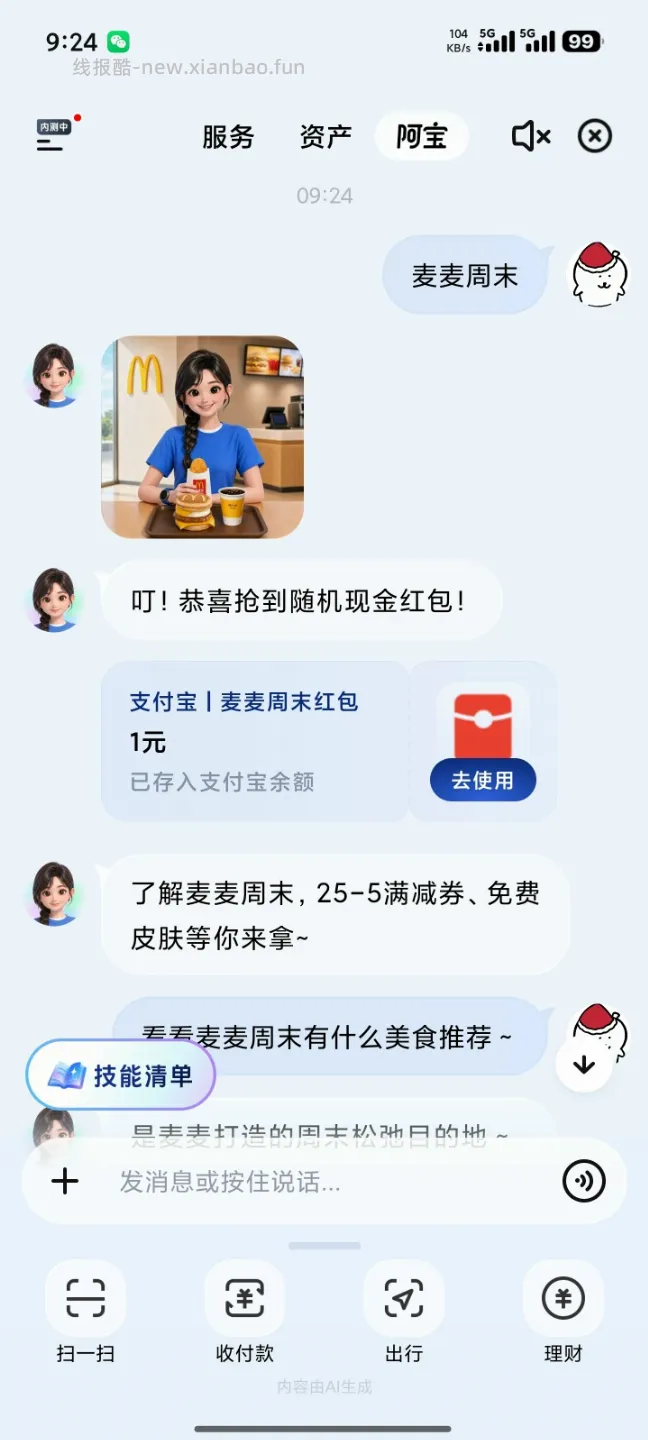 9:24
104 KB/s 5G 5G 99
线报酷-new.xianbao.fun
内测中
服务 资产 阿宝
09:24
麦麦周末
叮！恭喜抢到随机现金红包！
支付宝丨麦麦周末红包
1元
已存入支付宝余额
去使用
了解麦麦周末，25-5满减券、免费
皮肤等你来拿~
看看麦麦周末有什么美食推荐 ~
技能清单
是麦麦打造的周末松弛目的地 ~
发消息或按住说话...
扫一扫 收付款 出行 理财
内容由AI生成